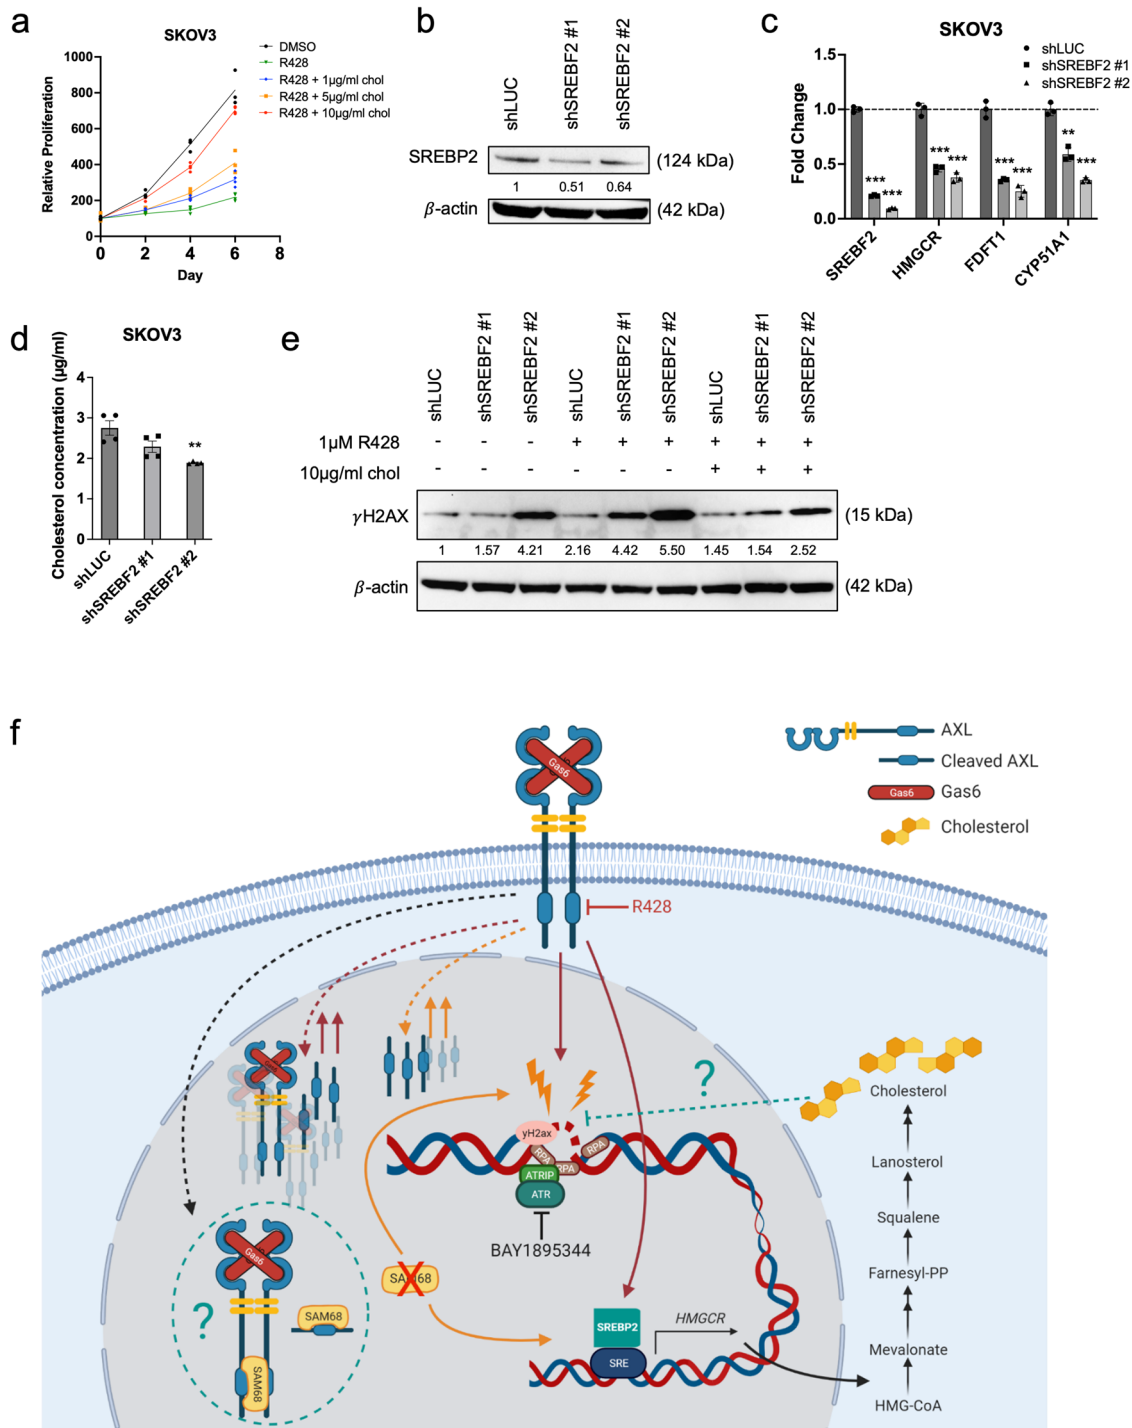 a
SKOV3
Relative Proliferation
1000
800
600
400
200
0
0 2 4 6 8
Day
DMSO
R428
R428 + 1µg/ml chol
R428 + 5µg/ml chol
R428 + 10µg/ml chol
b
shLUC
shSREBF2 #1
shSREBF2 #2
SREBP2 (124 kDa)
1 0.51 0.64
β-actin (42 kDa)
c
SKOV3
shLUC
shSREBF2 #1
shSREBF2 #2
Fold Change
1.5
1.0
0.5
0.0
*** *** *** *** *** *** ** ***
SREBF2
HMGCR
FDFT1
CYP51A1
d
SKOV3
Cholesterol concentration (µg/ml)
4
3
2
1
0
**
shLUC
shSREBF2 #1
shSREBF2 #2
e
shLUC shSREBF2 #1 shSREBF2 #2 shLUC shSREBF2 #1 shSREBF2 #2 shLUC shSREBF2 #1 shSREBF2 #2
1µM R428 - - - + + + + + +
10µg/ml chol - - - - - - + + +
γH2AX (15 kDa)
1 1.57 4.21 2.16 4.42 5.50 1.45 1.54 2.52
β-actin (42 kDa)
f
AXL
Cleaved AXL
Gas6 Gas6
Cholesterol
Gas6
R428
?
Cholesterol
Lanosterol
Squalene
Farnesyl-PP
Mevalonate
HMG-CoA
yH2ax
RPA
RPA
RPA
ATRIP
ATR
BAY1895344
SAM68
Gas6
?
SAM68
SAM68
SREBP2
SRE
HMGCR